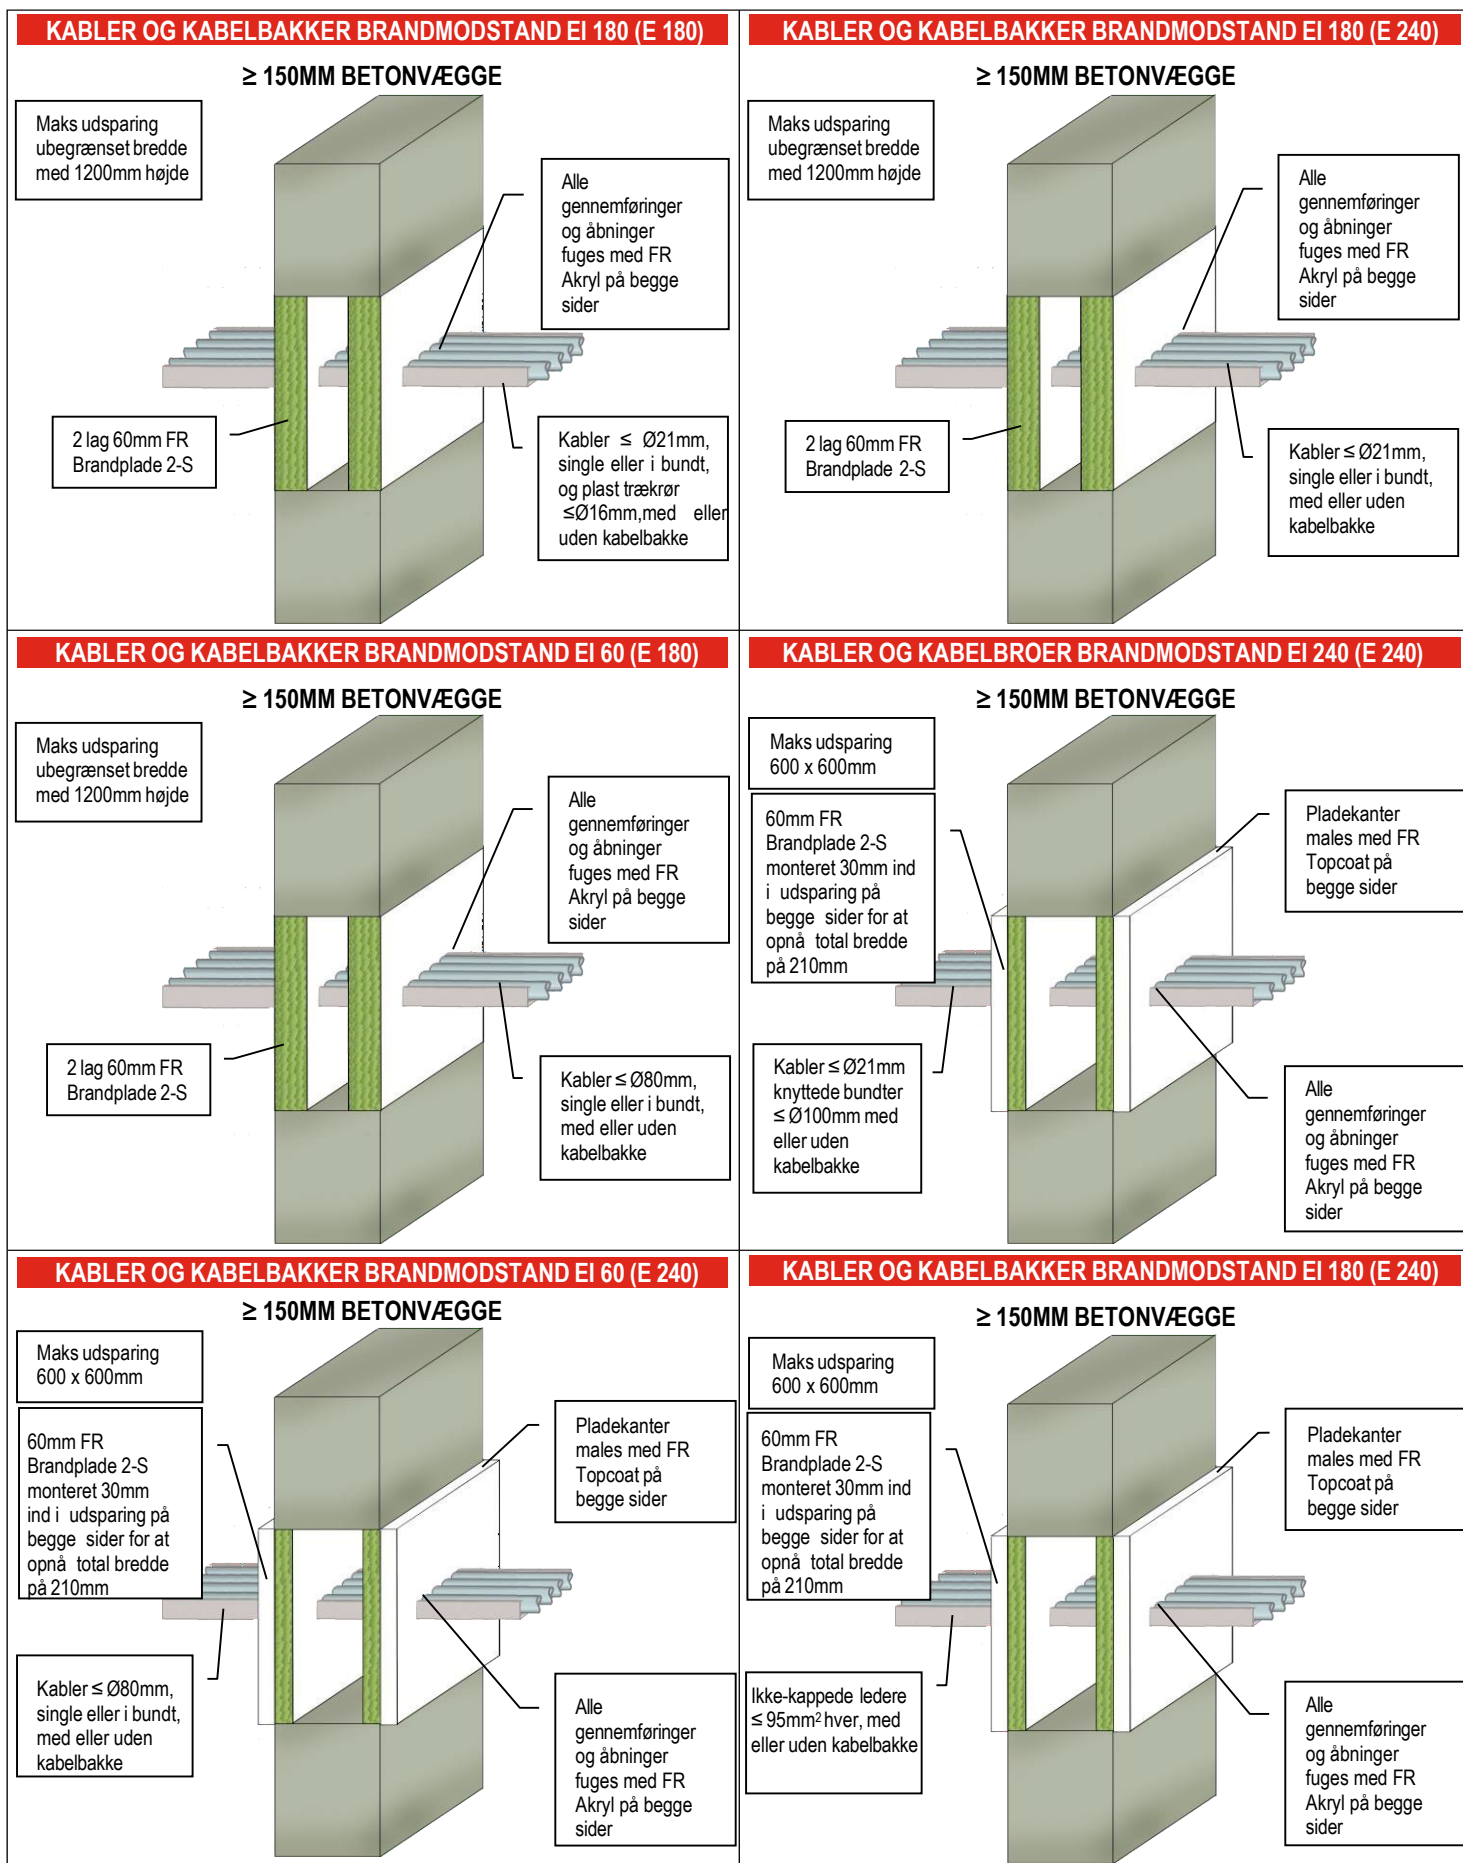 KABLER OG KABELBAKKER BRANDMODSTAND EI 180 (E 180)
≥ 150MM BETONVÆGGE
Maks udsparing
ubegrænset bredde
med 1200mm højde
Alle
gennemføringer
og åbninger
fuges med FR
Akryl på begge
sider
2 lag 60mm FR
Brandplade 2-S
Kabler ≤ Ø21mm,
single eller i bundt,
og plast trækrør
≤Ø16mm,med eller
uden kabelbakke
KABLER OG KABELBAKKER BRANDMODSTAND EI 180 (E 240)
≥ 150MM BETONVÆGGE
Maks udsparing
ubegrænset bredde
med 1200mm højde
Alle
gennemføringer
og åbninger
fuges med FR
Akryl på begge
sider
2 lag 60mm FR
Brandplade 2-S
Kabler ≤ Ø21mm,
single eller i bundt,
med eller uden
kabelbakke
KABLER OG KABELBAKKER BRANDMODSTAND EI 60 (E 180)
≥ 150MM BETONVÆGGE
Maks udsparing
ubegrænset bredde
med 1200mm højde
Alle
gennemføringer
og åbninger
fuges med FR
Akryl på begge
sider
2 lag 60mm FR
Brandplade 2-S
Kabler ≤ Ø80mm,
single eller i bundt,
med eller uden
kabelbakke
KABLER OG KABELBROER BRANDMODSTAND EI 240 (E 240)
≥ 150MM BETONVÆGGE
Maks udsparing
600 x 600mm
60mm FR
Brandplade 2-S
monteret 30mm ind
i udsparing på
begge sider for at
opnå total bredde
på 210mm
Pladekanter
males med FR
Topcoat på
begge sider
Kabler ≤ Ø21mm
knyttede bundter
≤ Ø100mm med
eller uden
kabelbakke
Alle
gennemføringer
og åbninger
fuges med FR
Akryl på begge
sider
KABLER OG KABELBAKKER BRANDMODSTAND EI 60 (E 240)
≥ 150MM BETONVÆGGE
Maks udsparing
600 x 600mm
60mm FR
Brandplade 2-S
monteret 30mm
ind i udsparing på
begge sider for at
opnå total bredde
på 210mm
Pladekanter
males med FR
Topcoat på
begge sider
Kabler ≤ Ø80mm,
single eller i bundt,
med eller uden
kabelbakke
Alle
gennemføringer
og åbninger
fuges med FR
Akryl på begge
sider
KABLER OG KABELBAKKER BRANDMODSTAND EI 180 (E 240)
≥ 150MM BETONVÆGGE
Maks udsparing
600 x 600mm
60mm FR
Brandplade 2-S
monteret 30mm ind
i udsparing på
begge sider for at
opnå total bredde
på 210mm
Pladekanter
males med FR
Topcoat på
begge sider
Ikke-kappede ledere
≤ 95mm² hver, med
eller uden kabelbakke
Alle
gennemføringer
og åbninger
fuges med FR
Akryl på begge
sider